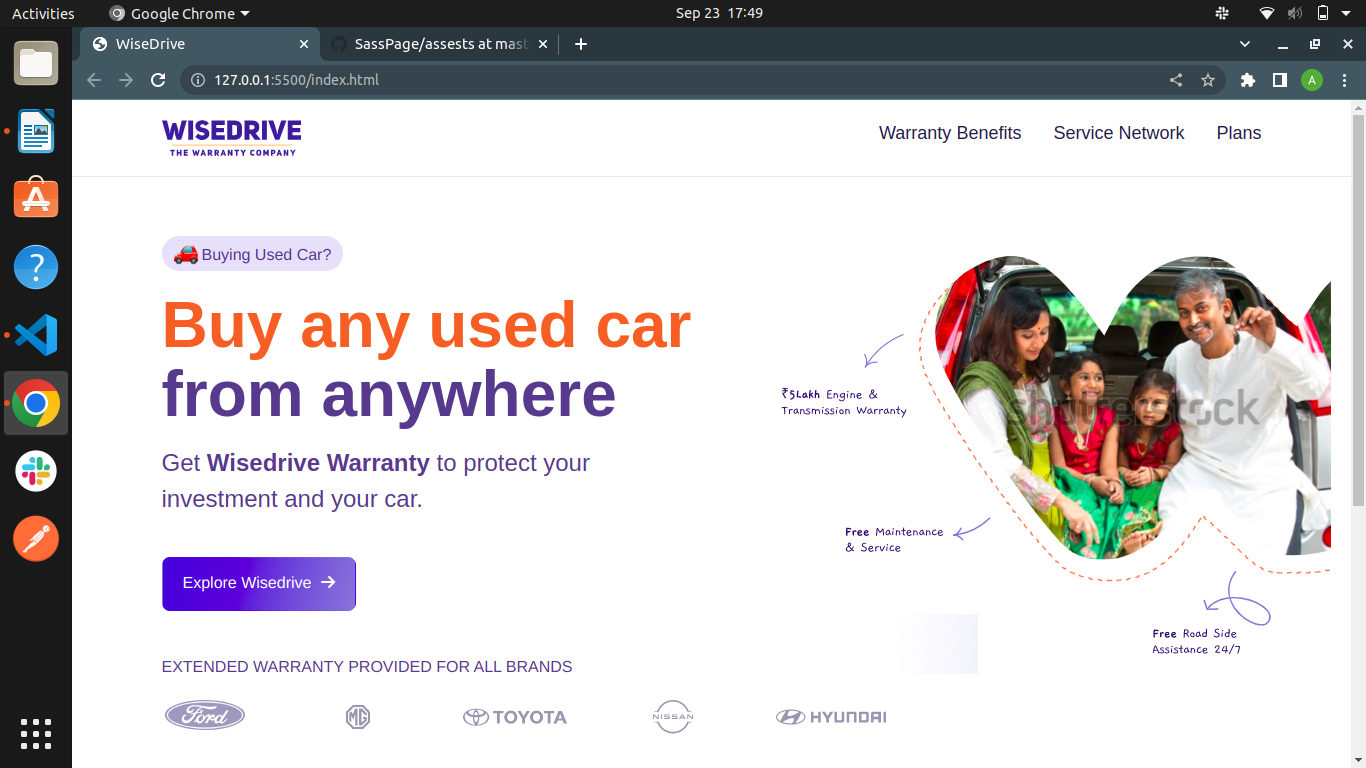 Activities
Google Chrome
Sep 23 17:49
WiseDrive
SassPage/assests at mast
127.0.0.1:5500/index.html
A
WISEDRIVE
THE WARRANTY COMPANY
Warranty Benefits
Service Network
Plans
Buying Used Car?
Buy any used car
from anywhere
Get Wisedrive Warranty to protect your
investment and your car.
Explore Wisedrive →
₹5Lakh Engine &
Transmission Warranty
shutterstock
Free Maintenance
& Service
Free Road Side
Assistance 24/7
EXTENDED WARRANTY PROVIDED FOR ALL BRANDS
Ford
MG
TOYOTA
NISSAN
HYUNDAI